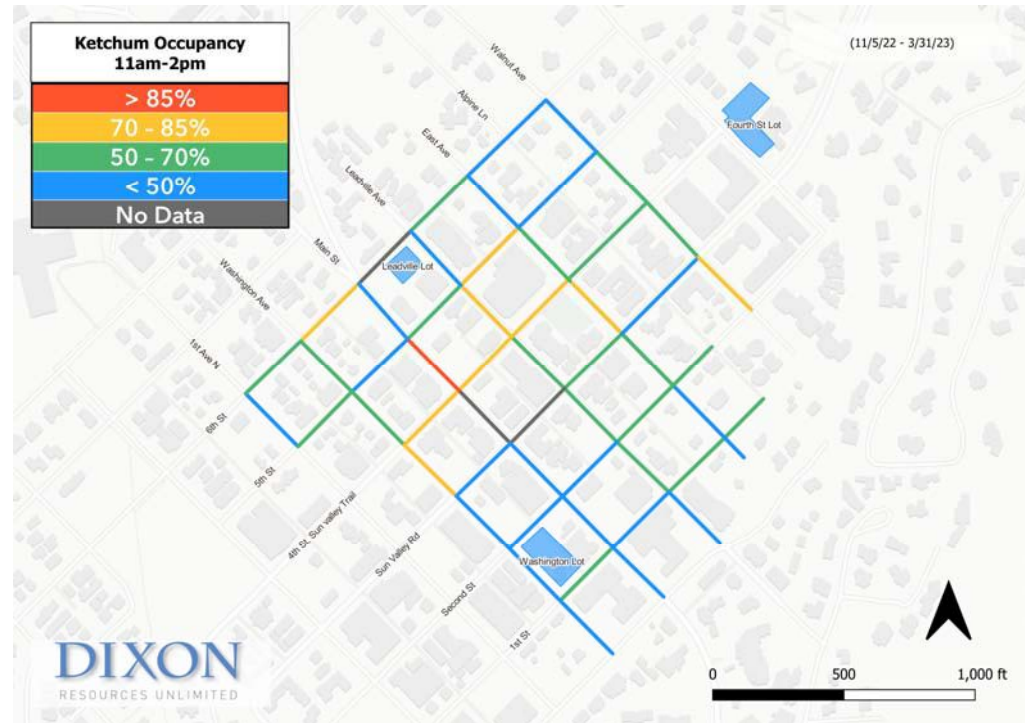 Ketchum Occupancy
11am-2pm
> 85%
70 - 85%
50 - 70%
< 50%
No Data
(11/5/22 - 3/31/23)
Walnut Ave
Alpine Ln
East Ave
Leadville Ave
Main St
Washington Ave
1st Ave N
6th St
5th St
4th St, Sun valley Trail
Sun Valley Rd
Second St
1st St
Fourth St Lot
Leadville Lot
Washington Lot
DIXON
RESOURCES UNLIMITED
0 500 1,000 ft